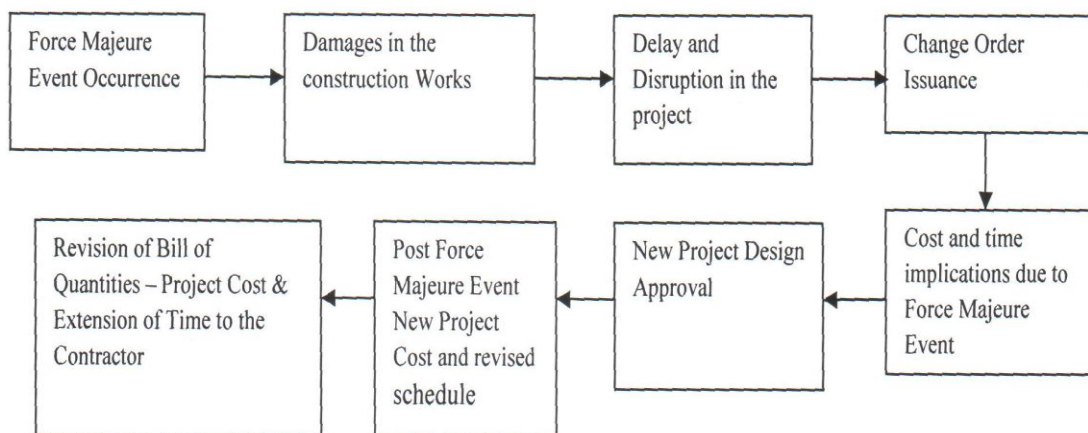 Force Majeure
Event Occurrence
Damages in the
construction Works
Delay and
Disruption in the
project
Change Order
Issuance
Cost and time
implications due to
Force Majeure
Event
New Project Design
Approval
Post Force
Majeure Event
New Project
Cost and revised
schedule
Revision of Bill of
Quantities – Project Cost &
Extension of Time to the
Contractor